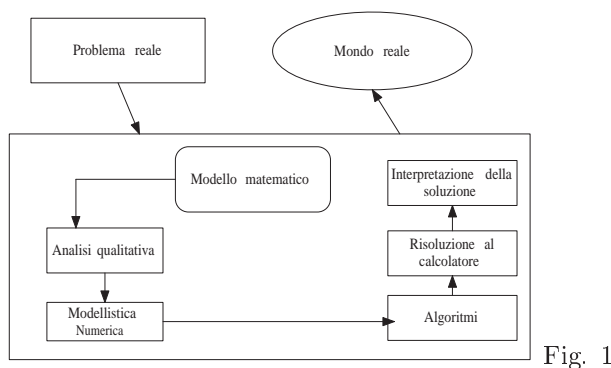 Problema reale
Mondo reale
Modello matematico
Analisi qualitativa
Modellistica
Numerica
Algoritmi
Risoluzione al
calcolatore
Interpretazione della
soluzione
Fig. 1